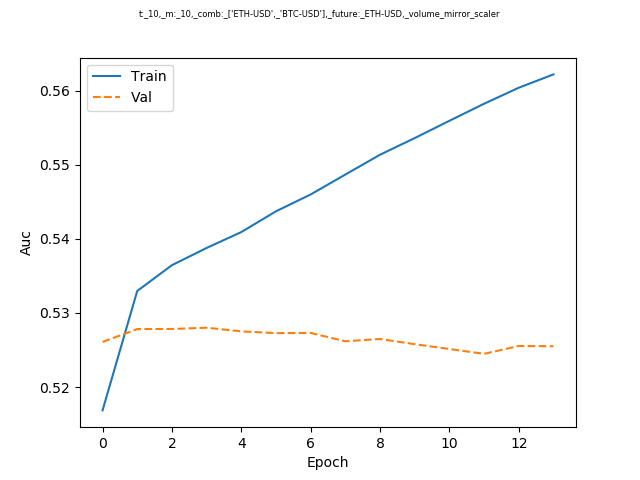 t:_10,_m:_10,_comb:_['ETH-USD',_'BTC-USD'],_future:_ETH-USD,_volume_mirror_scaler
Train
Val
0.56
0.55
0.54
0.53
0.52
Auc
0 2 4 6 8 10 12
Epoch